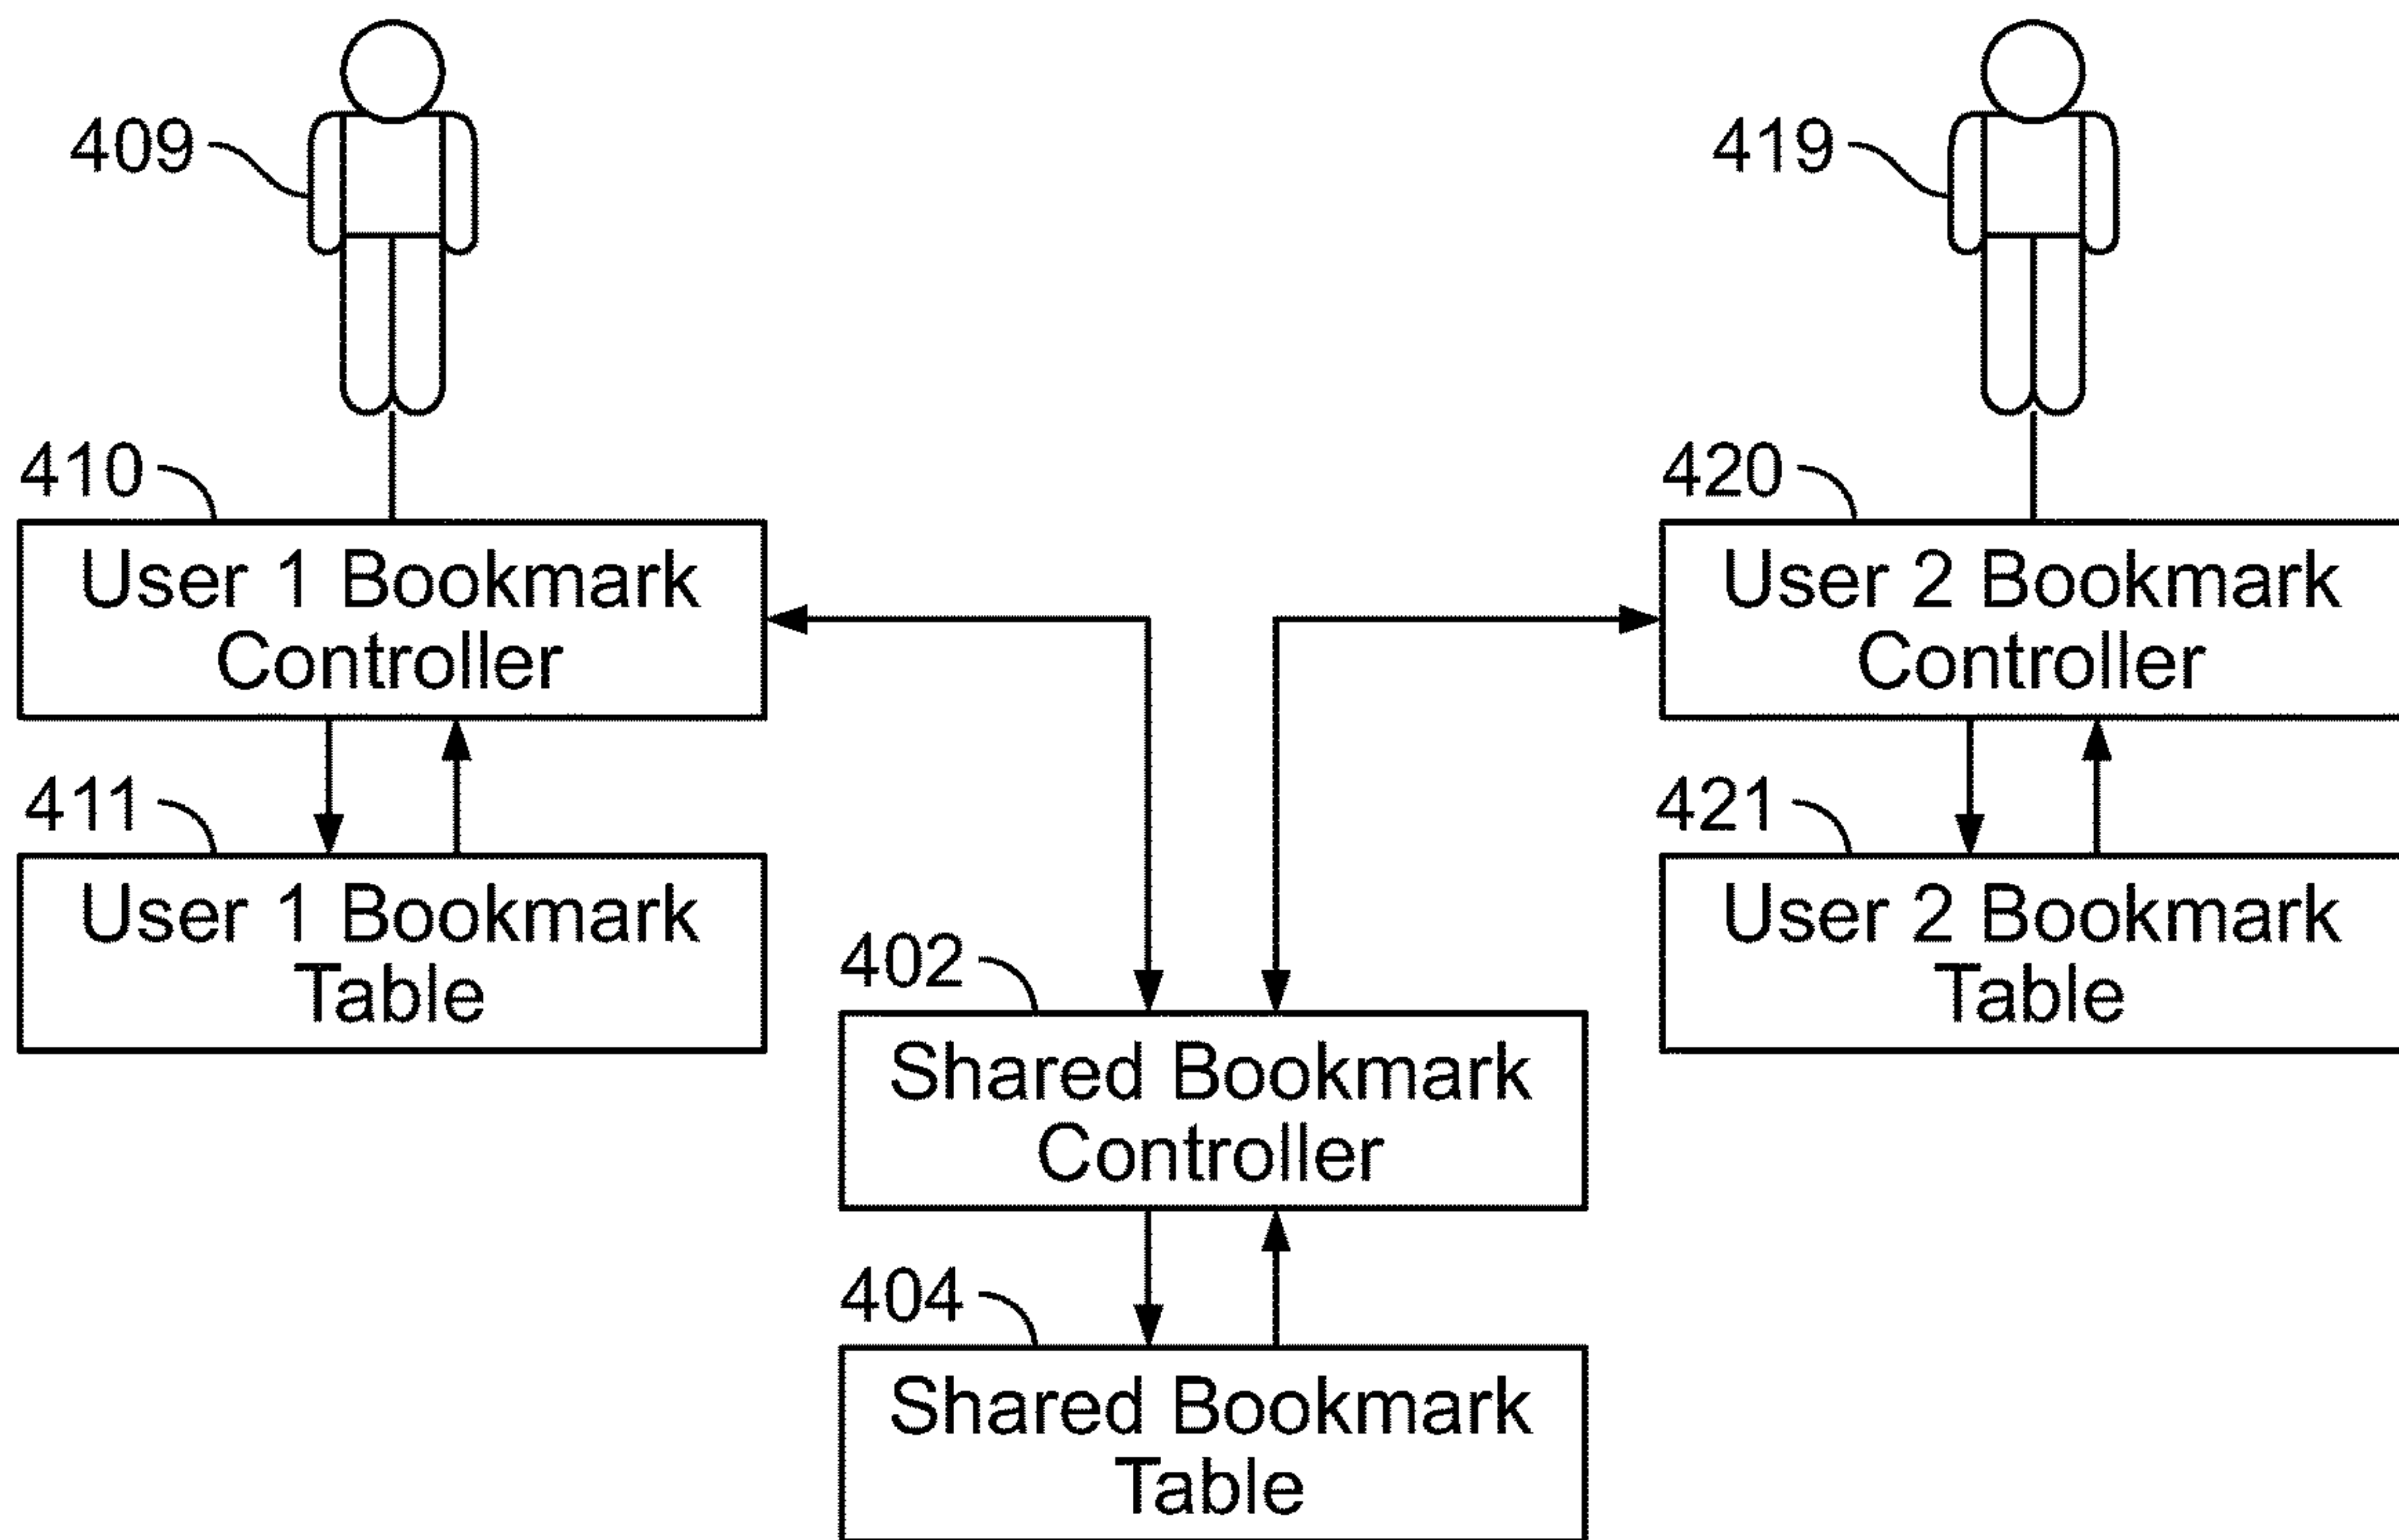 409
419
410
User 1 Bookmark
Controller
420
User 2 Bookmark
Controller
411
User 1 Bookmark
Table
421
User 2 Bookmark
Table
402
Shared Bookmark
Controller
404
Shared Bookmark
Table